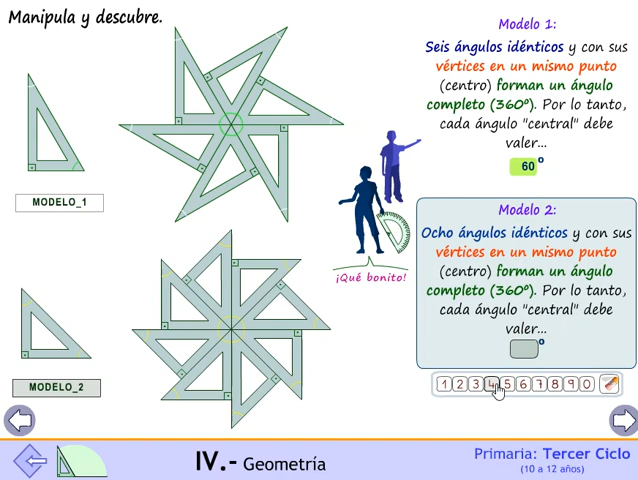 Manipula y descubre.
MODELO_1
MODELO_2
¡Qué bonito!
Modelo 1:
Seis ángulos idénticos y con sus
vértices en un mismo punto
(centro) forman un ángulo
completo (360º). Por lo tanto,
cada ángulo "central" debe
valer...
60º
Modelo 2:
Ocho ángulos idénticos y con sus
vértices en un mismo punto
(centro) forman un ángulo
completo (360º). Por lo tanto,
cada ángulo "central" debe
valer...
º
1 2 3 4 5 6 7 8 9 0
IV.- Geometría
Primaria: Tercer Ciclo
(10 a 12 años)